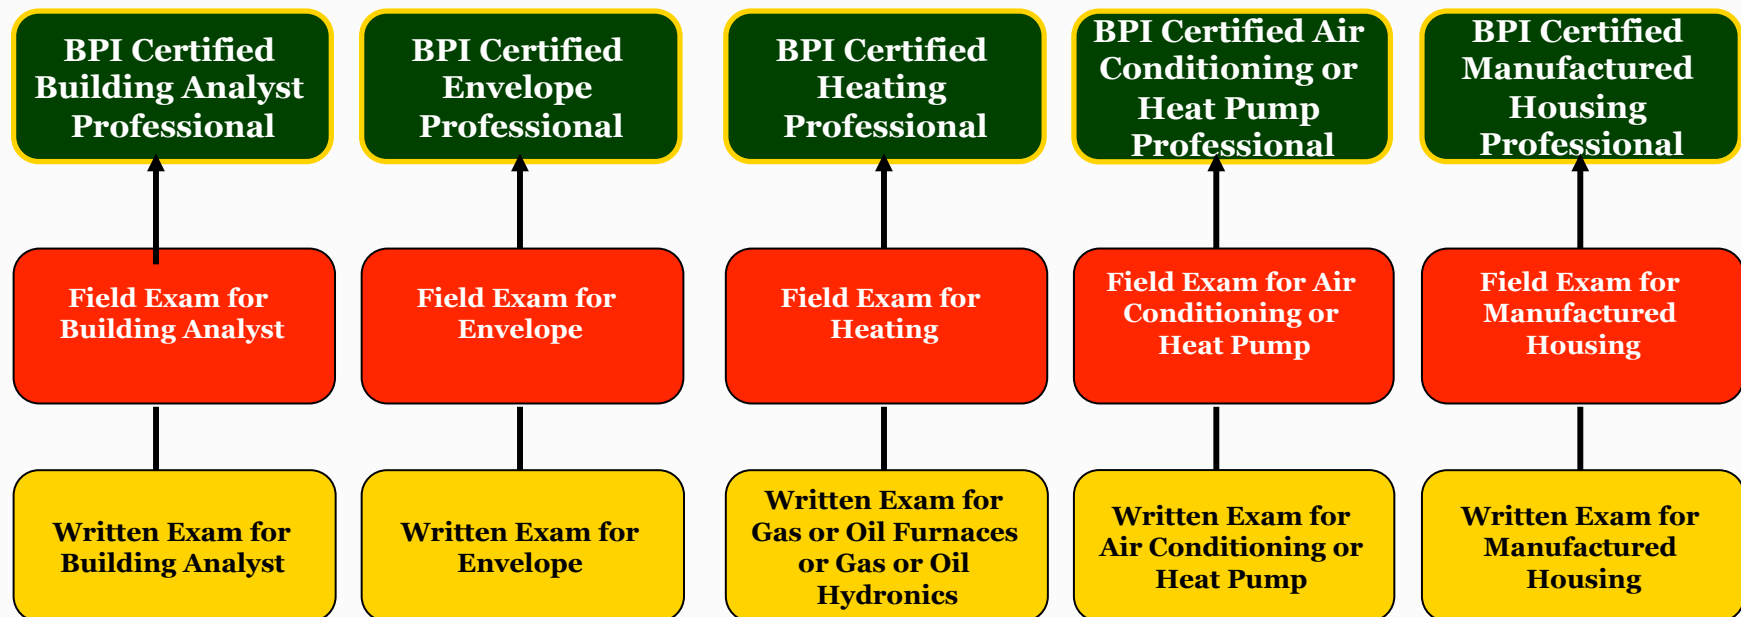 BPI Certified
Building Analyst
Professional
BPI Certified
Envelope
Professional
BPI Certified
Heating
Professional
BPI Certified Air
Conditioning or
Heat Pump
Professional
BPI Certified
Manufactured
Housing
Professional
Field Exam for
Building Analyst
Field Exam for
Envelope
Field Exam for
Heating
Field Exam for Air
Conditioning or
Heat Pump
Field Exam for
Manufactured
Housing
Written Exam for
Building Analyst
Written Exam for
Envelope
Written Exam for
Gas or Oil Furnaces
or Gas or Oil
Hydronics
Written Exam for
Air Conditioning or
Heat Pump
Written Exam for
Manufactured
Housing